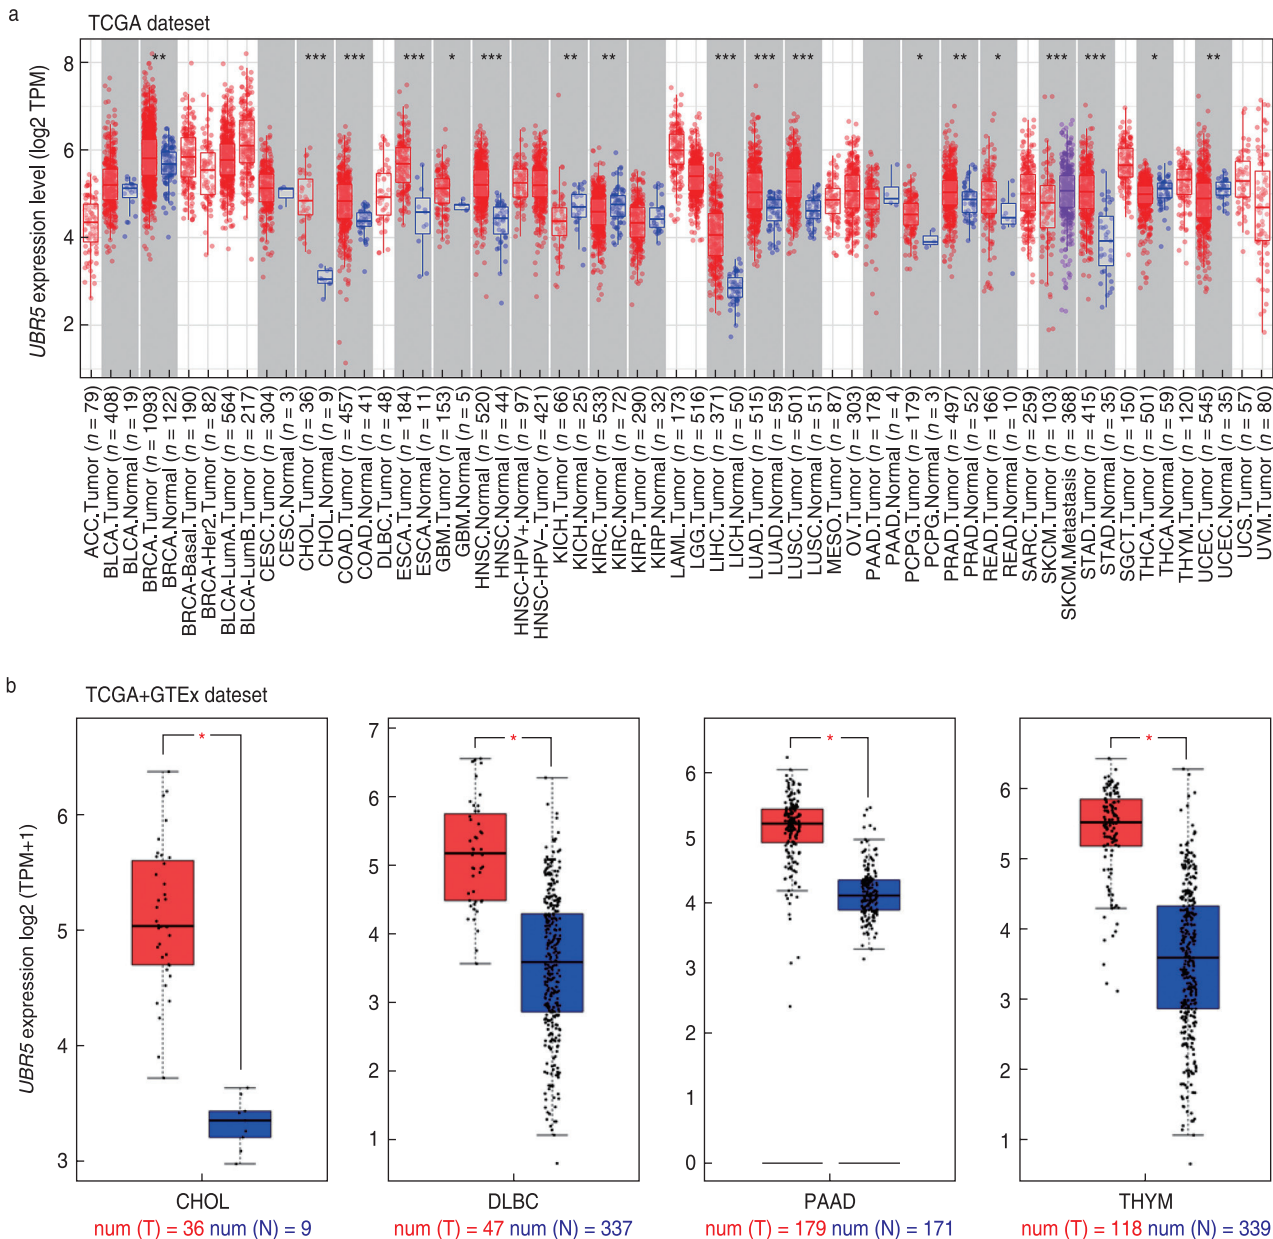 a
TCGA dateset
** *** *** *** * *** ** ** *** *** *** * ** * *** *** * **
8
6
4
2
UBR5 expression level (log2 TPM)
ACC.Tumor (n = 79)
BLCA.Tumor (n = 408)
BLCA.Normal (n = 19)
BRCA.Tumor (n = 1093)
BRCA.Normal (n = 122)
BRCA-Basal.Tumor (n = 190)
BRCA-Her2.Tumor (n = 82)
BLCA-LumA.Tumor (n = 564)
BLCA-LumB.Tumor (n = 217)
CESC.Tumor (n = 304)
CESC.Normal (n = 3)
CHOL.Tumor (n = 36)
CHOL.Normal (n = 9)
COAD.Tumor (n = 457)
COAD.Normal (n = 41)
DLBC.Tumor (n = 48)
ESCA.Tumor (n = 184)
ESCA.Normal (n = 11)
GBM.Tumor (n = 153)
GBM.Normal (n = 5)
HNSC.Normal (n = 520)
HNSC.Normal (n = 44)
HNSC-HPV+.Normal (n = 97)
HNSC-HPV−.Tumor (n = 421)
KICH.Tumor (n = 66)
KICH.Normal (n = 25)
KIRC.Tumor (n = 533)
KIRC.Normal (n = 72)
KIRP.Tumor (n = 290)
KIRP.Normal (n = 32)
LAML.Tumor (n = 173)
LGG.Tumor (n = 516)
LIHC.Tumor (n = 371)
LICH.Normal (n = 50)
LUAD.Tumor (n = 515)
LUAD.Normal (n = 59)
LUSC.Tumor (n = 501)
LUSC.Normal (n = 51)
MESO.Tumor (n = 87)
OV.Tumor (n = 303)
PAAD.Tumor (n = 178)
PAAD.Normal (n = 4)
PCPG.Tumor (n = 179)
PCPG.Normal (n = 3)
PRAD.Tumor (n = 497)
PRAD.Normal (n = 52)
READ.Tumor (n = 166)
READ.Normal (n = 10)
SARC.Tumor (n = 259)
SKCM.Tumor (n = 103)
SKCM.Metastasis (n = 368)
STAD.Tumor (n = 415)
STAD.Normal (n = 35)
SGCT.Tumor (n = 150)
THCA.Tumor (n = 501)
THCA.Normal (n = 59)
THYM.Tumor (n = 120)
UCEC.Tumor (n = 545)
UCEC.Normal (n = 35)
UCS.Tumor (n = 57)
UVM.Tumor (n = 80)
b
TCGA+GTEx dateset
UBR5 expression log2 (TPM+1)
*
6
5
4
3
CHOL
num (T) = 36 num (N) = 9
*
7
6
5
4
3
2
1
DLBC
num (T) = 47 num (N) = 337
*
6
5
4
3
2
1
0
PAAD
num (T) = 179 num (N) = 171
*
6
5
4
3
2
1
THYM
num (T) = 118 num (N) = 339